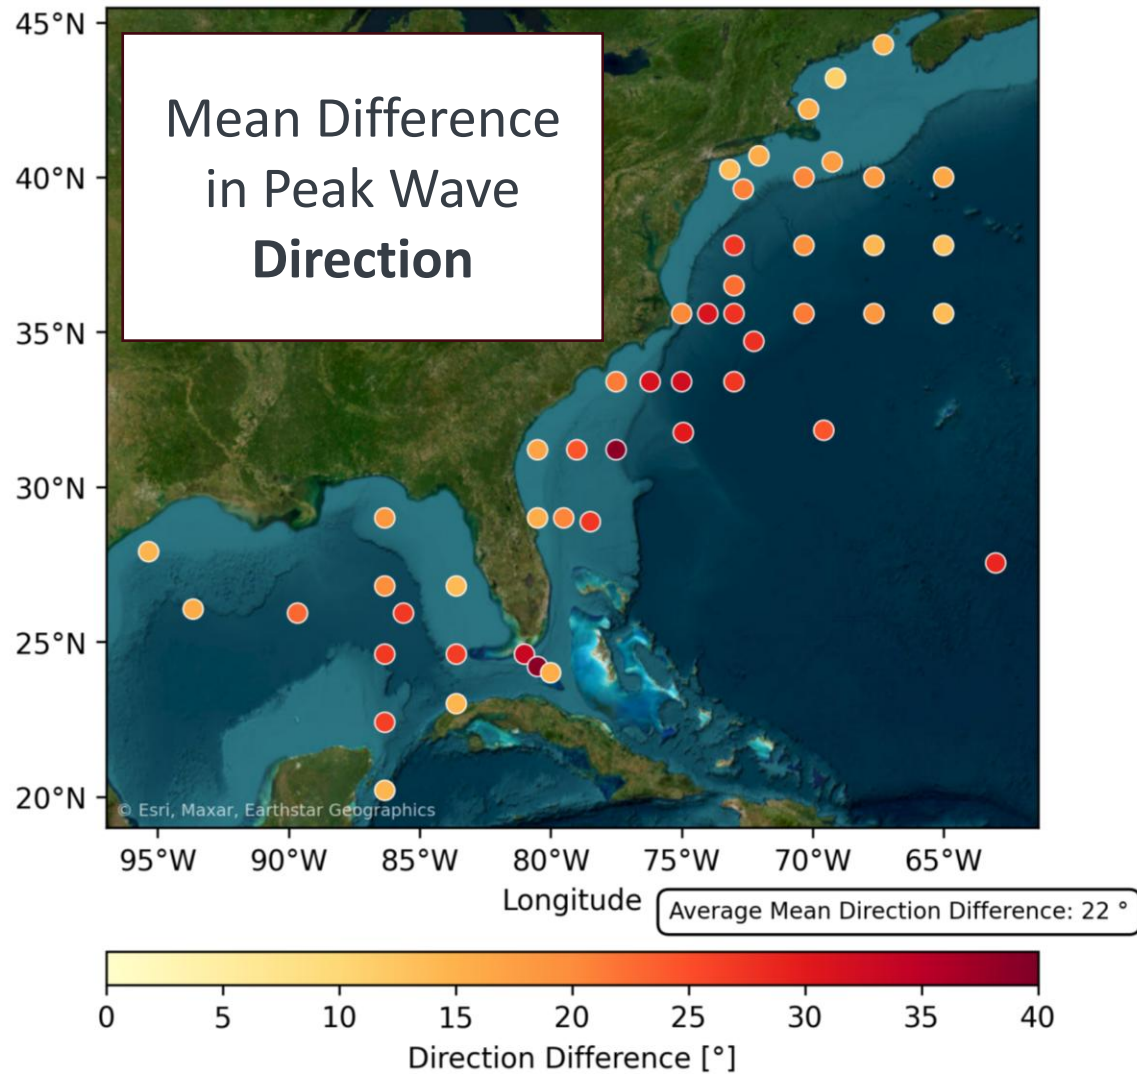 Mean Difference
in Peak Wave
Direction
45°N
40°N
35°N
30°N
25°N
20°N
© Esri, Maxar, Earthstar Geographics
95°W 90°W 85°W 80°W 75°W 70°W 65°W
Longitude
Average Mean Direction Difference: 22 °
0 5 10 15 20 25 30 35 40
Direction Difference [°]